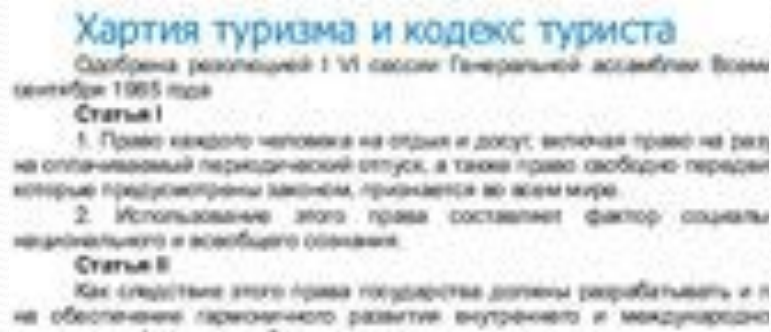 Хартия туризма и кодекс туриста
Одобрена резолюцией I VI сессии Генеральной ассамблеи
сентября 1985 года
Статья I
1. Право каждого человека на отдых и досуг, включая право на
на оплачиваемый периодический отпуск, а также право свободно
которые предусмотрены законом, признается во всем мире.
2. Использование этого права составляет фактор
национального и всеобщего сознания.
Статья II
Как следствие этого права государства должны разрабатывать и
на обеспечение гармоничного развития внутреннего и